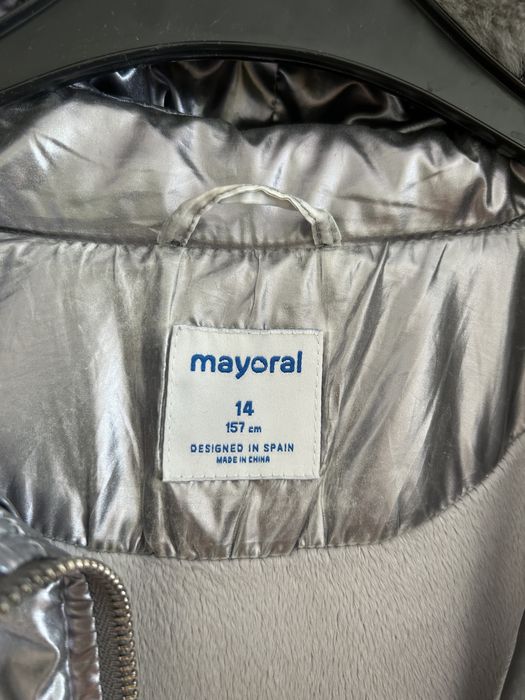 mayoral
14
157 cm
DESIGNED IN SPAIN
MADE IN CHINA